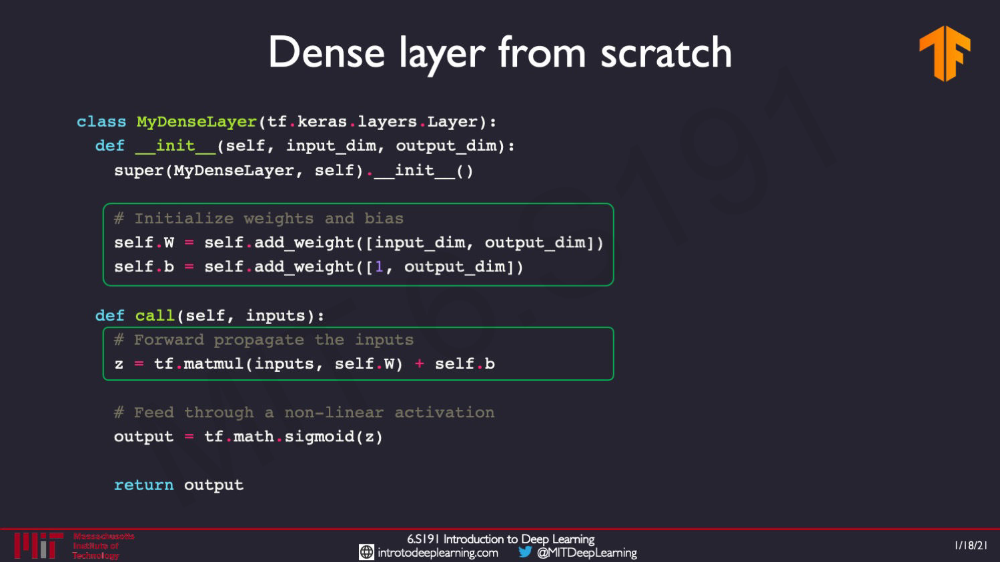 Dense layer from scratch
class MyDenseLayer(tf.keras.layers.Layer):
def __init__(self, input_dim, output_dim):
super(MyDenseLayer, self).__init__()
# Initialize weights and bias
self.W = self.add_weight([input_dim, output_dim])
self.b = self.add_weight([1, output_dim])
def call(self, inputs):
# Forward propagate the inputs
z = tf.matmul(inputs, self.W) + self.b
# Feed through a non-linear activation
output = tf.math.sigmoid(z)
return output
MIT 6.S191
Massachusetts
Institute of
Technology
6.S191 Introduction to Deep Learning
introtodeeplearning.com @MITDeepLearning
1/18/21